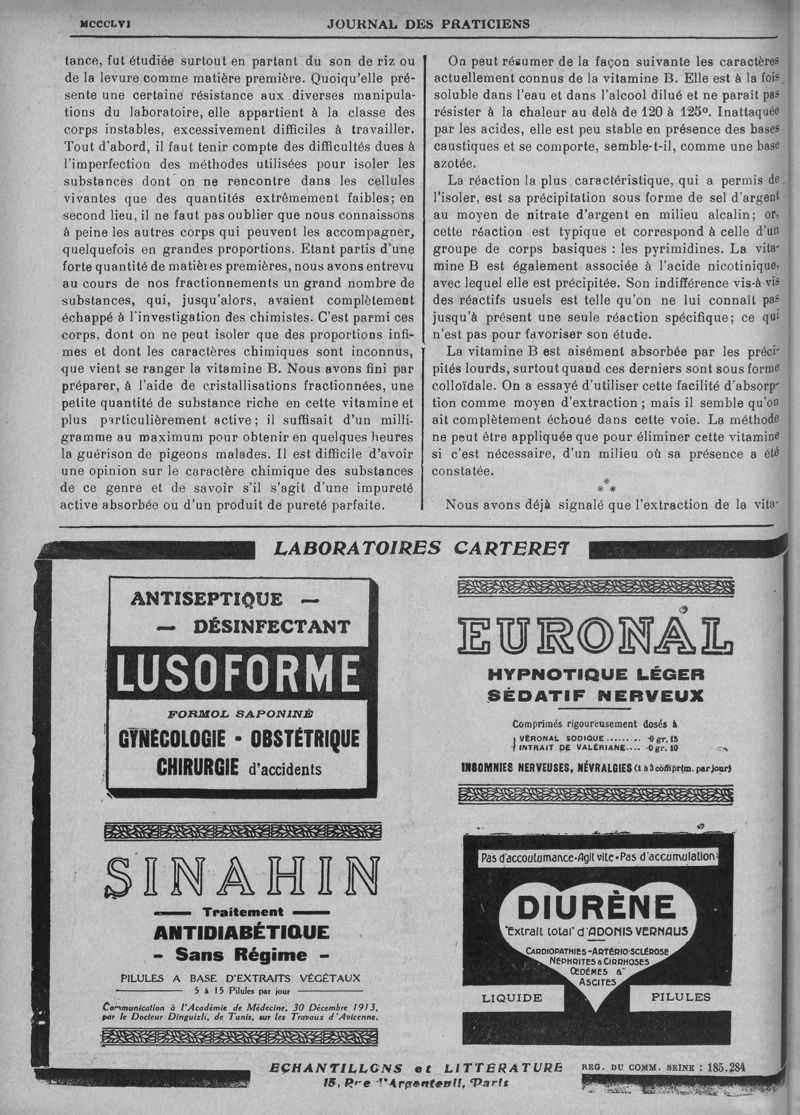 MCCCLVI
JOURNAL DES PRATICIENS
tance, fut étudiée surtout en partant du son de riz ou
de la levure comme matière première. Quoiqu'elle pré-
sente une certaine résistance aux diverses manipula-
tions du laboratoire, elle appartient à la classe des
corps instables, excessivement difficiles à travailler.
Tout d'abord, il faut tenir compte des difficultés dues à
l'imperfection des méthodes utilisées pour isoler les
substances dont on ne rencontre dans les cellules
vivantes que des quantités extrêmement faibles; en
second lieu, il ne faut pas oublier que nous connaissons
à peine les autres corps qui peuvent les accompagner,
quelquefois en grandes proportions. Etant partis d'une
forte quantité de matières premières, nous avons entrevu
au cours de nos fractionnements un grand nombre de
substances, qui, jusqu'alors, avaient complètement
échappé à l'investigation des chimistes. C'est parmi ces
corps, dont on ne peut isoler que des proportions infi-
mes et dont les caractères chimiques sont inconnus,
que vient se ranger la vitamine B. Nous avons fini par
préparer, à l'aide de cristallisations fractionnées, une
petite quantité de substance riche en cette vitamine et
plus particulièrement active; il suffisait d'un milli-
gramme au maximum pour obtenir en quelques heures
la guérison de pigeons malades. Il est difficile d'avoir
une opinion sur le caractère chimique des substances
de ce genre et de savoir s'il s'agit d'une impureté
active absorbée ou d'un produit de pureté parfaite.
On peut résumer de la façon suivante les caractères
actuellement connus de la vitamine B. Elle est à la fois
soluble dans l'eau et dans l'alcool dilué et ne paraît pas
résister à la chaleur au delà de 120 à 125°. Inattaquée
par les acides, elle est peu stable en présence des bases
caustiques et se comporte, semble-t-il, comme une base
azotée.
La réaction la plus caractéristique, qui a permis de
l'isoler, est sa précipitation sous forme de sel d'argent
au moyen de nitrate d'argent en milieu alcalin; or,
cette réaction est typique et correspond à celle d'un
groupe de corps basiques : les pyrimidines. La vita-
mine B est également associée à l'acide nicotinique,
avec lequel elle est précipitée. Son indifférence vis-à vis
des réactifs usuels est telle qu'on ne lui connaît pas
jusqu'à présent une seule réaction spécifique; ce qui
n'est pas pour favoriser son étude.
La vitamine B est aisément absorbée par les préci-
pités lourds, surtout quand ces derniers sont sous forme
colloïdale. On a essayé d'utiliser cette facilité d'absorp-
tion comme moyen d'extraction; mais il semble qu'on
ait complètement échoué dans cette voie. La méthode
ne peut être appliquée que pour éliminer cette vitamine
si c'est nécessaire, d'un milieu où sa présence a été
constatée.
*
* *
Nous avons déjà signalé que l'extraction de la vita-
LABORATOIRES CARTERET
ANTISEPTIQUE —
— DÉSINFECTANT
LUSOFORME
FORMOL SAPONINÉ
GYNÉCOLOGIE - OBSTÉTRIQUE
CHIRURGIE d'accidents
EURONAL
HYPNOTIQUE LÉGER
SÉDATIF NERVEUX
Comprimés rigoureusement dosés à
VÉRONAL SODIQUE ......... 0 gr. 15
INTRAIT DE VALÉRIANE.... 0 gr. 10
INSOMNIES NERVEUSES, NÉVRALGIES (1 à 3 comprim. par jour)
SINAHIN
Traitement
ANTIDIABÉTIQUE
- Sans Régime -
PILULES A BASE D'EXTRAITS VÉGÉTAUX
5 à 15 Pilules par jour
Communication à l'Académie de Médecine, 30 Décembre 1913,
par le Docteur Dinguizli, de Tunis, sur les Travaux d'Avicenne.
Pas d'accoutumance • Agit vite • Pas d'accumulation
DIURÈNE
"Extrait total" d'ADONIS VERNALIS
CARDIOPATHIES - ARTÉRIO-SCLÉROSE
NÉPHRITES & CIRRHOSES
ŒDÈMES &
ASCITES
LIQUIDE
PILULES
ECHANTILLONS et LITTERATURE
15, Rue d'Argenteuil, Paris
REG. DU COMM. SEINE : 185.284